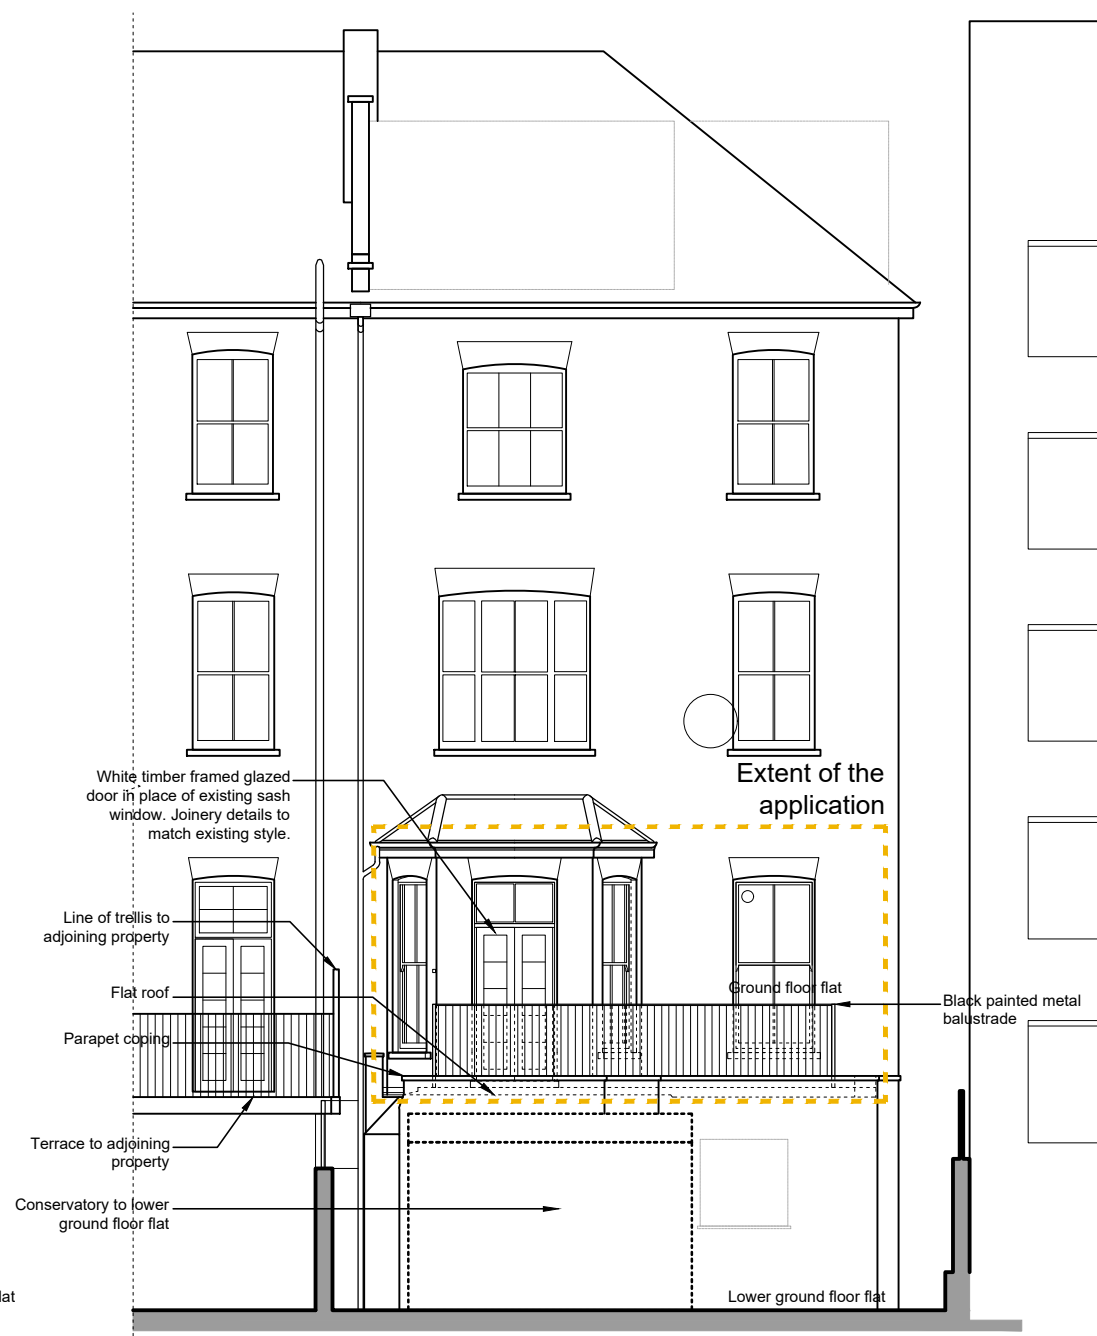 White timber framed glazed
door in place of existing sash
window. Joinery details to
match existing style.
Extent of the
application
Line of trellis to
adjoining property
Flat roof
Ground floor flat
Black painted metal
balustrade
Parapet coping
Terrace to adjoining
property
Conservatory to lower
ground floor flat
lat
Lower ground floor flat